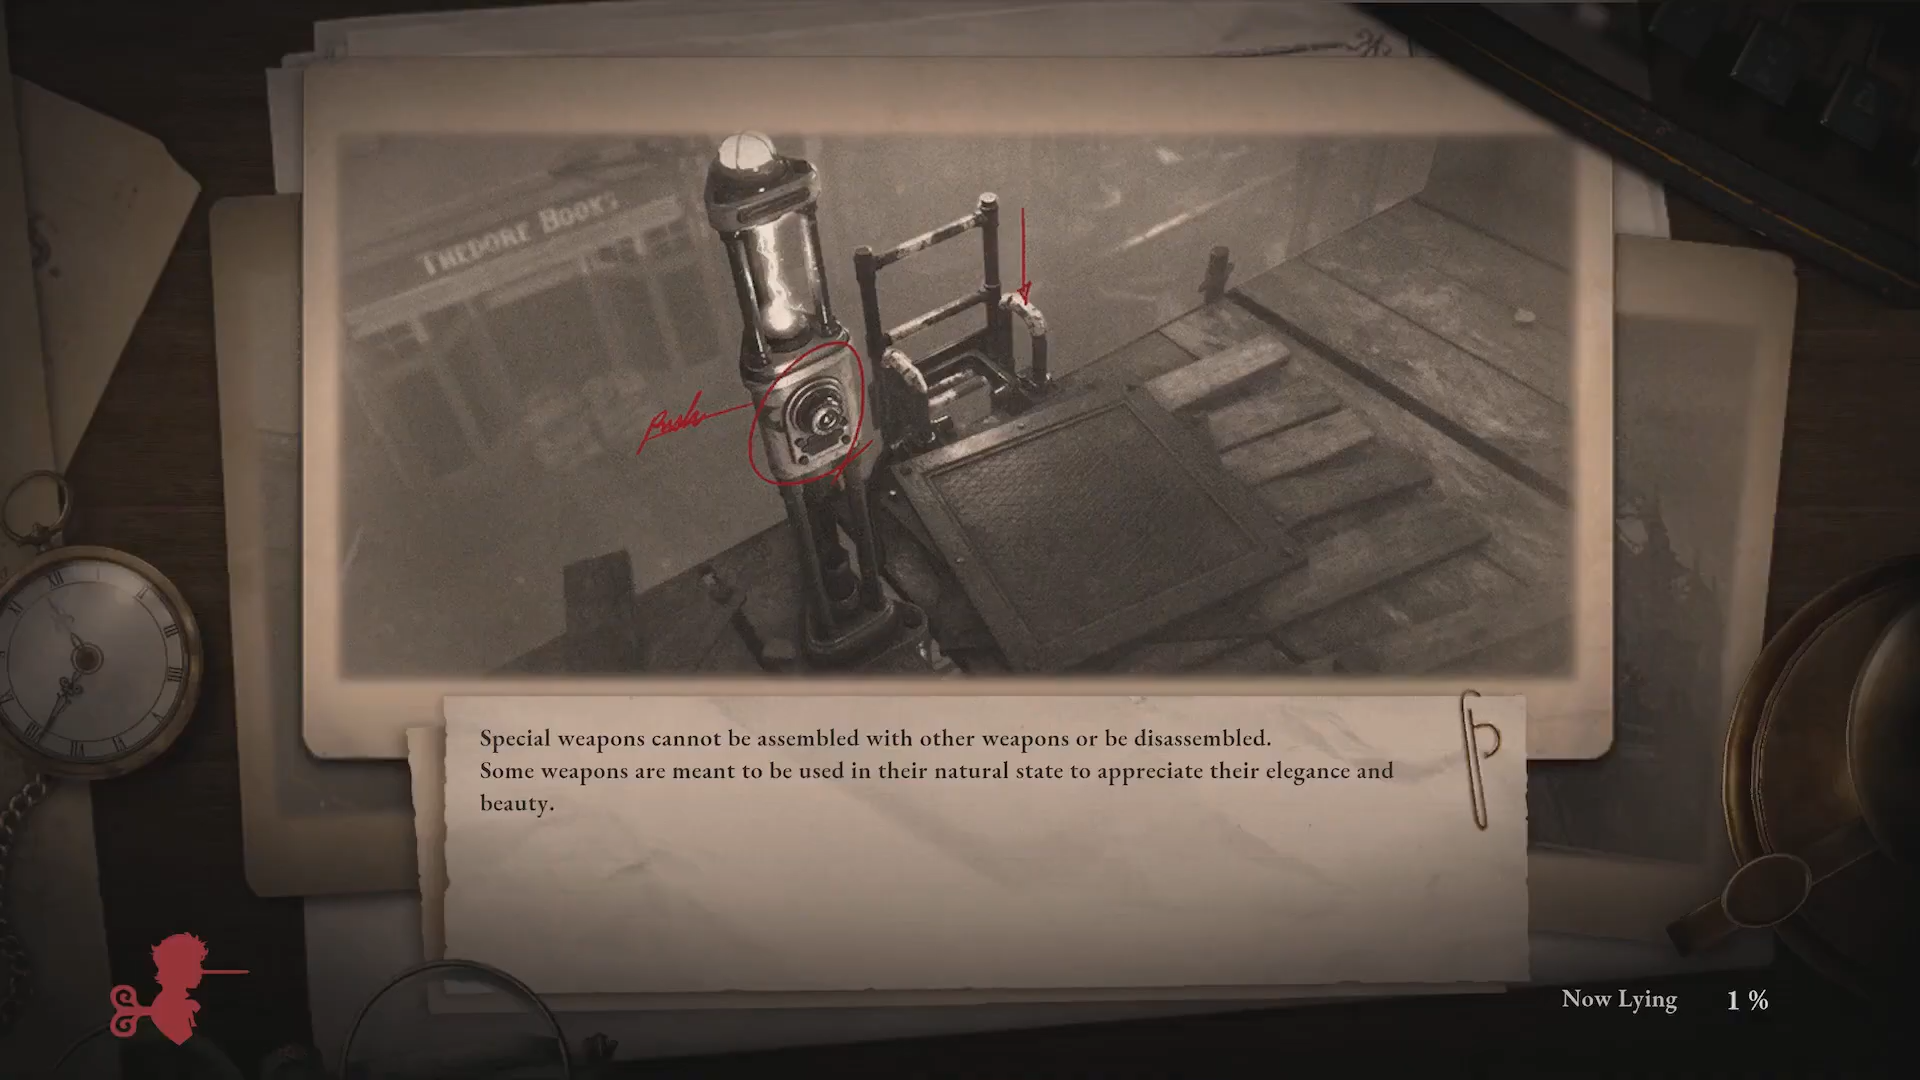 THEDORE BOOKS
Push
Special weapons cannot be assembled with other weapons or be disassembled.
Some weapons are meant to be used in their natural state to appreciate their elegance and
beauty.
Now Lying 1 %